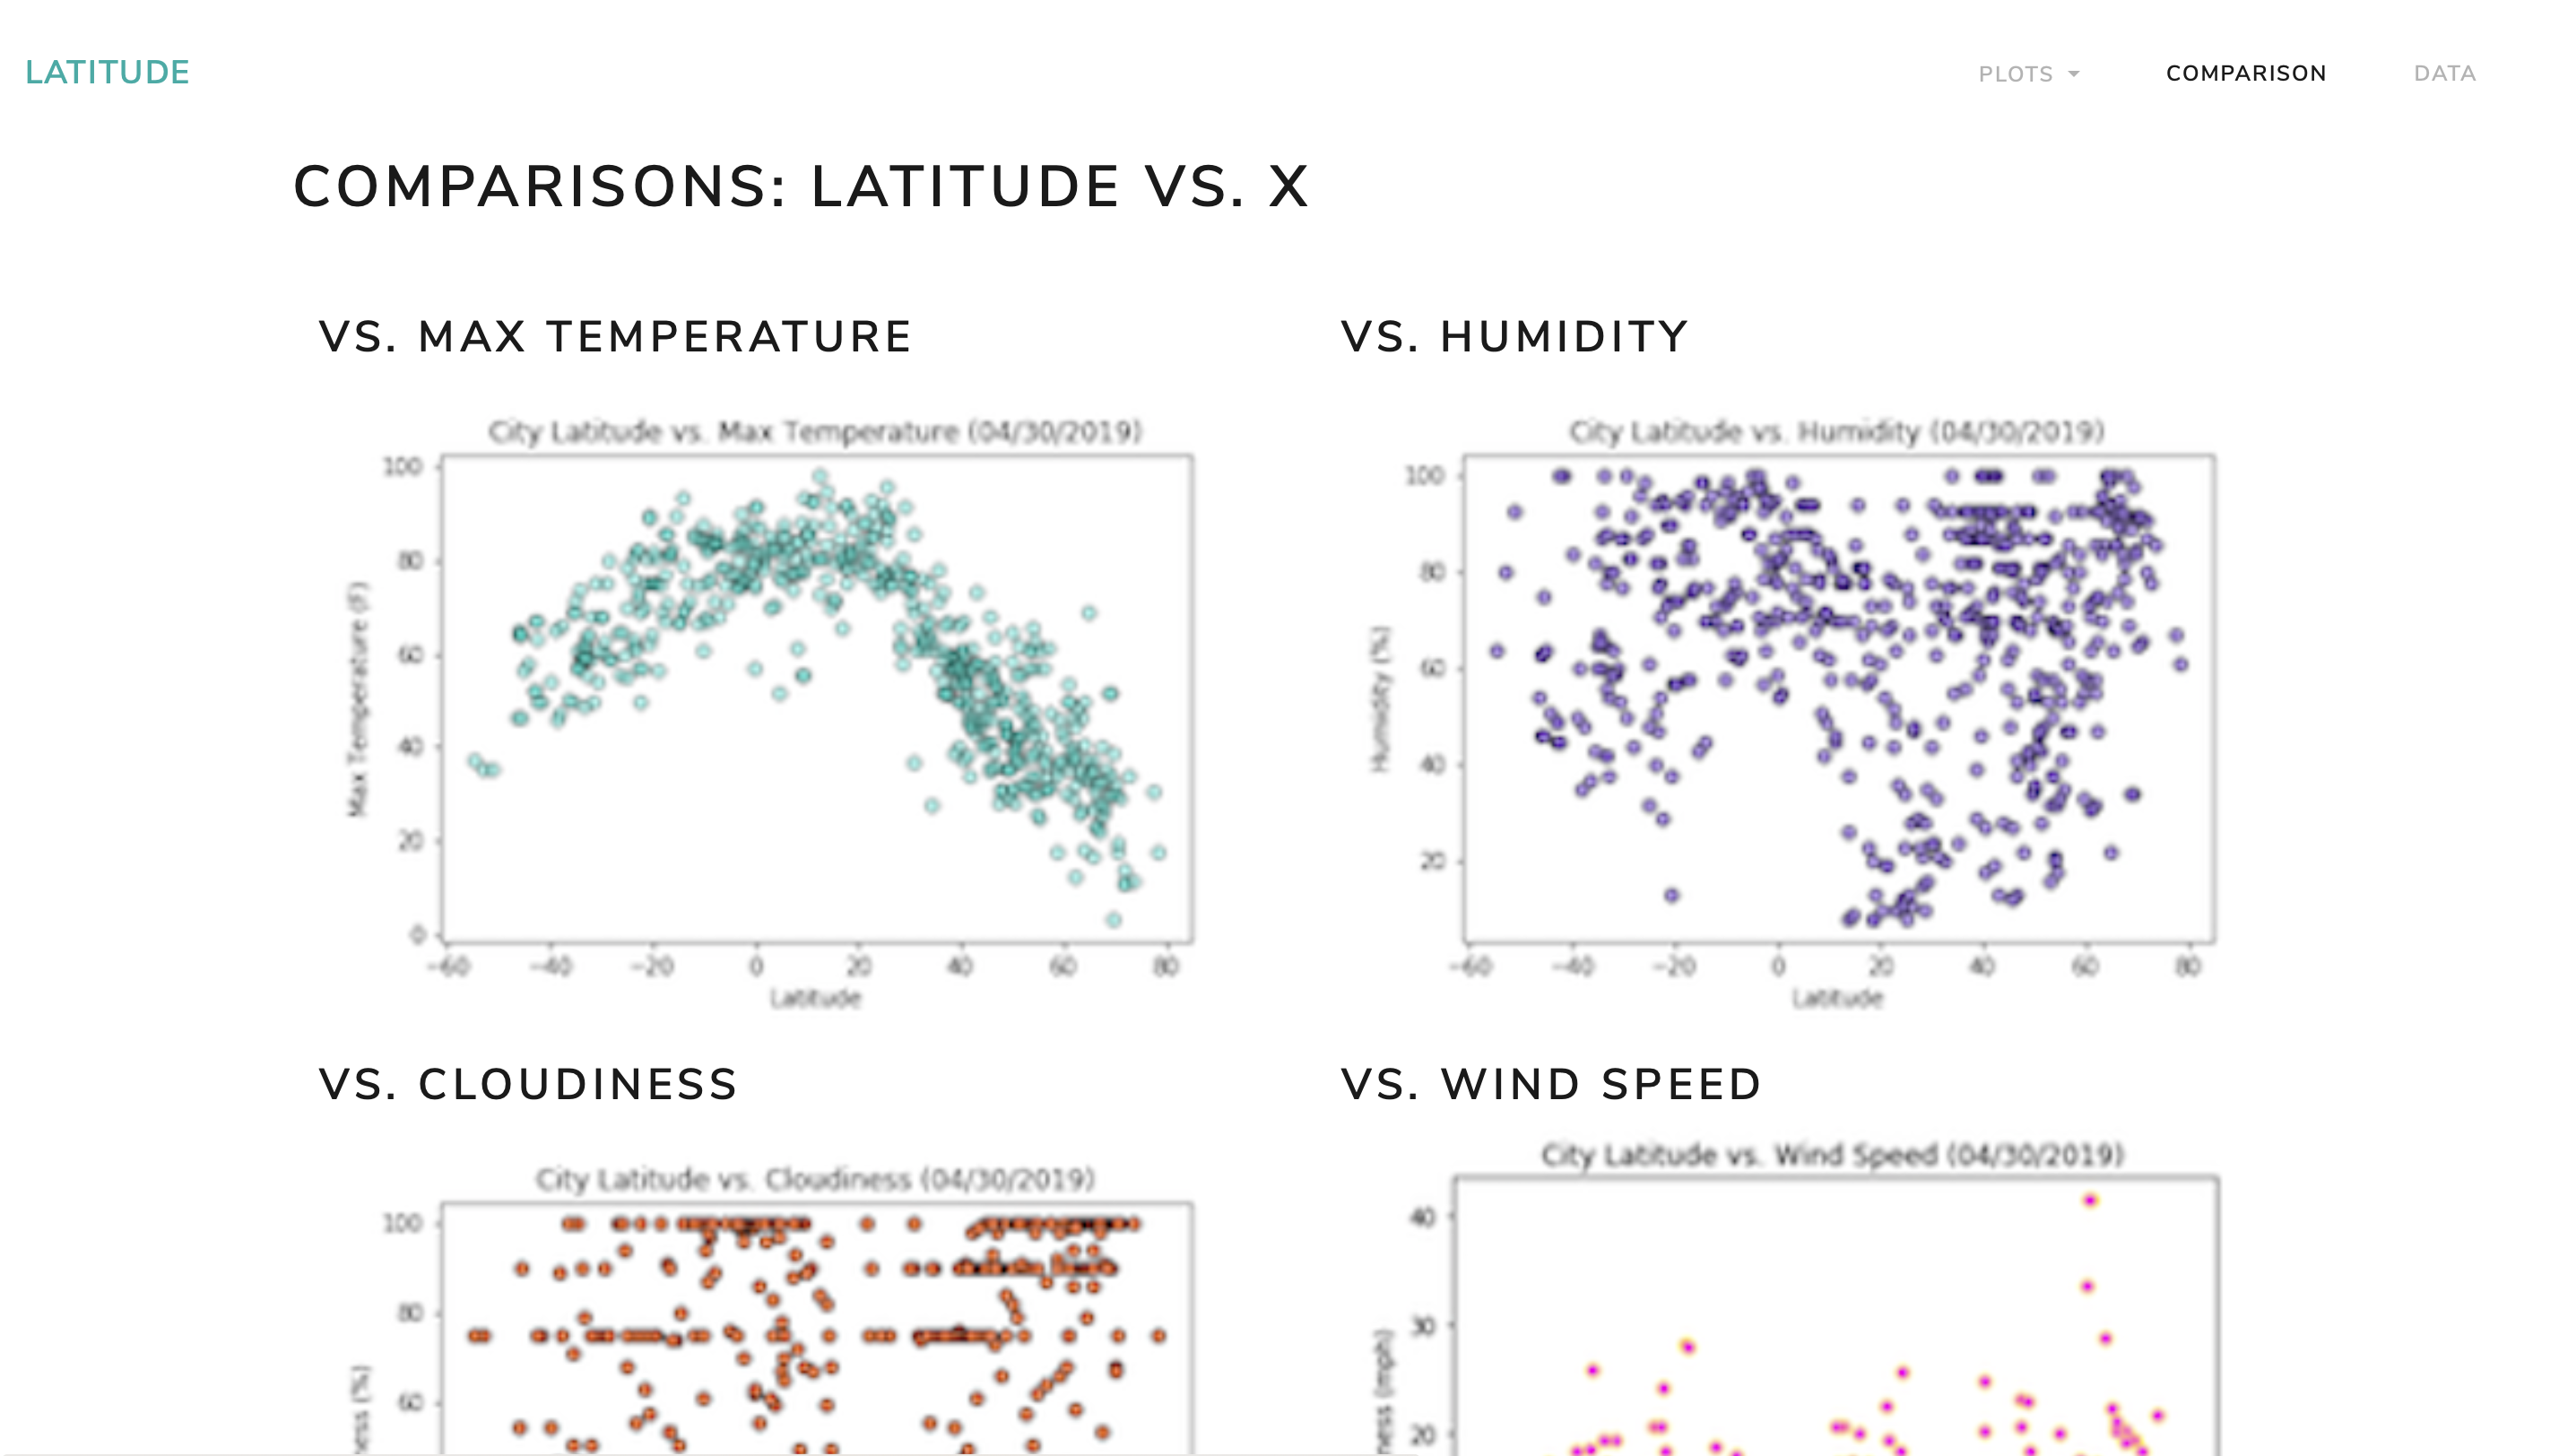 LATITUDE
PLOTS COMPARISON DATA
COMPARISONS: LATITUDE VS. X
VS. MAX TEMPERATURE
City Latitude vs. Max Temperature (04/30/2019)
Max Temperature (F)
100
80
60
40
20
0
−60 −40 −20 0 20 40 60 80
Latitude
VS. HUMIDITY
City Latitude vs. Humidity (04/30/2019)
Humidity (%)
100
80
60
40
20
−60 −40 −20 0 20 40 60 80
Latitude
VS. CLOUDINESS
City Latitude vs. Cloudiness (04/30/2019)
ness (%)
100
80
60
VS. WIND SPEED
City Latitude vs. Wind Speed (04/30/2019)
ness (mph)
40
30
20